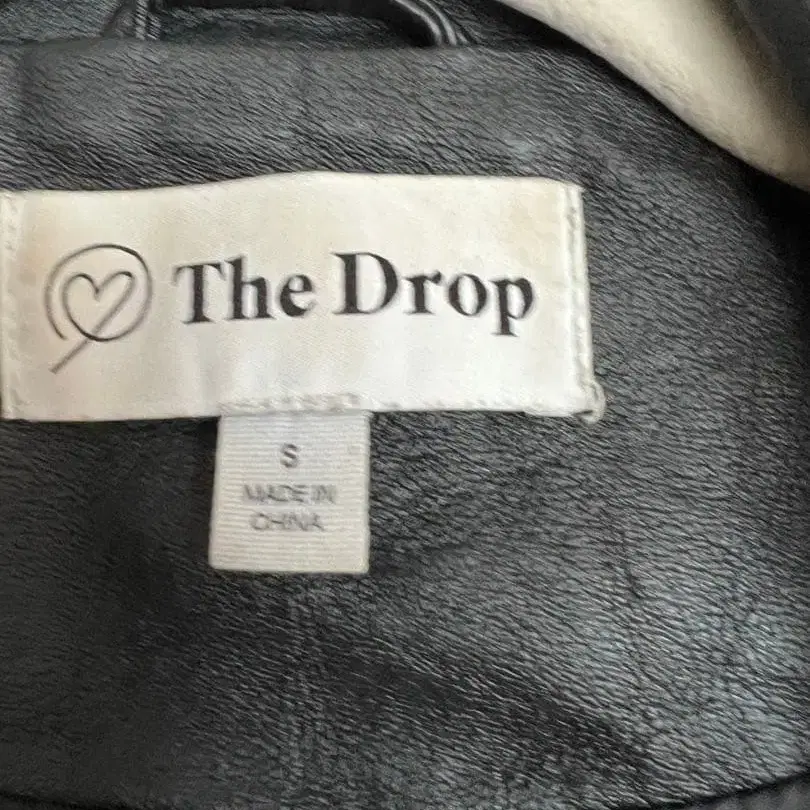 The Drop
S
MADE IN
CHINA